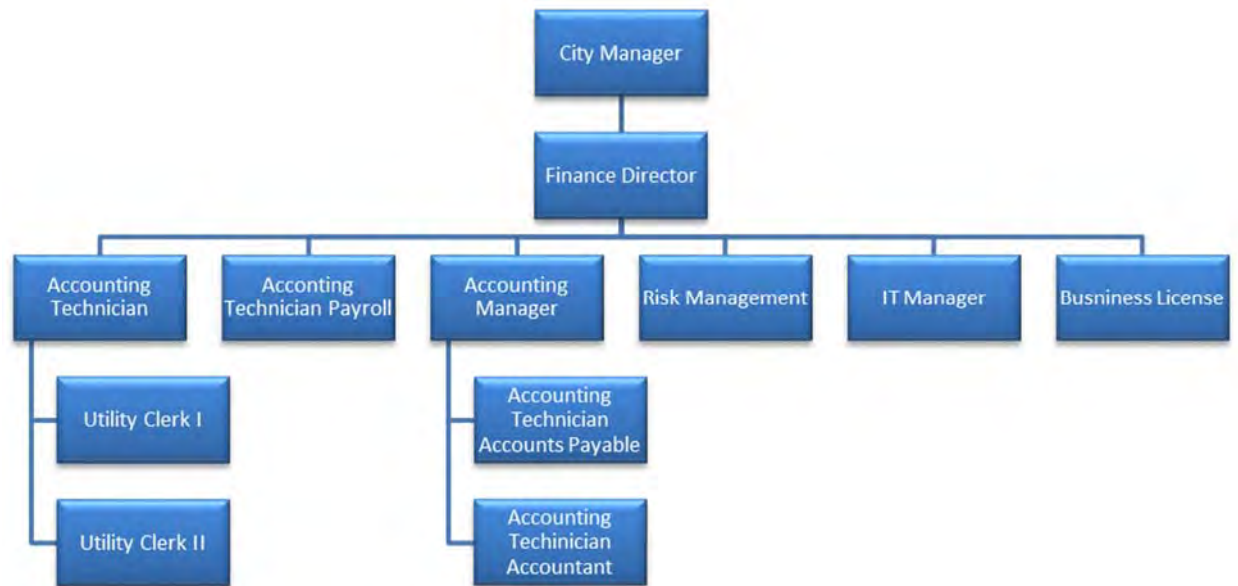 City Manager
Finance Director
Accounting
Technician
Acconting
Technician Payroll
Accounting
Manager
Risk Management
IT Manager
Busniness License
Utility Clerk I
Utility Clerk II
Accounting
Technician
Accounts Payable
Accounting
Techinician
Accountant